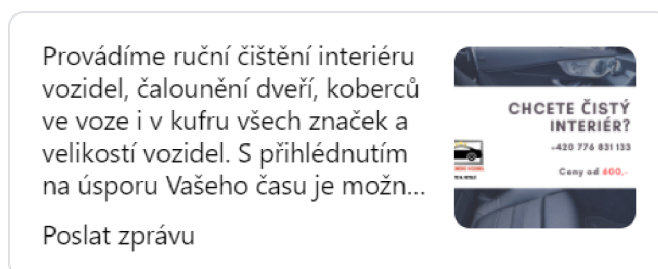 Provádíme ruční čištění interiéru
vozidel, čalounění dveří, koberců
ve voze i v kufru všech značek a
velikostí vozidel. S přihlédnutím
na úsporu Vašeho času je možn...
Poslat zprávu
CHCETE ČISTÝ
INTERIÉR?
+420 776 831 133
Ceny od 600,-